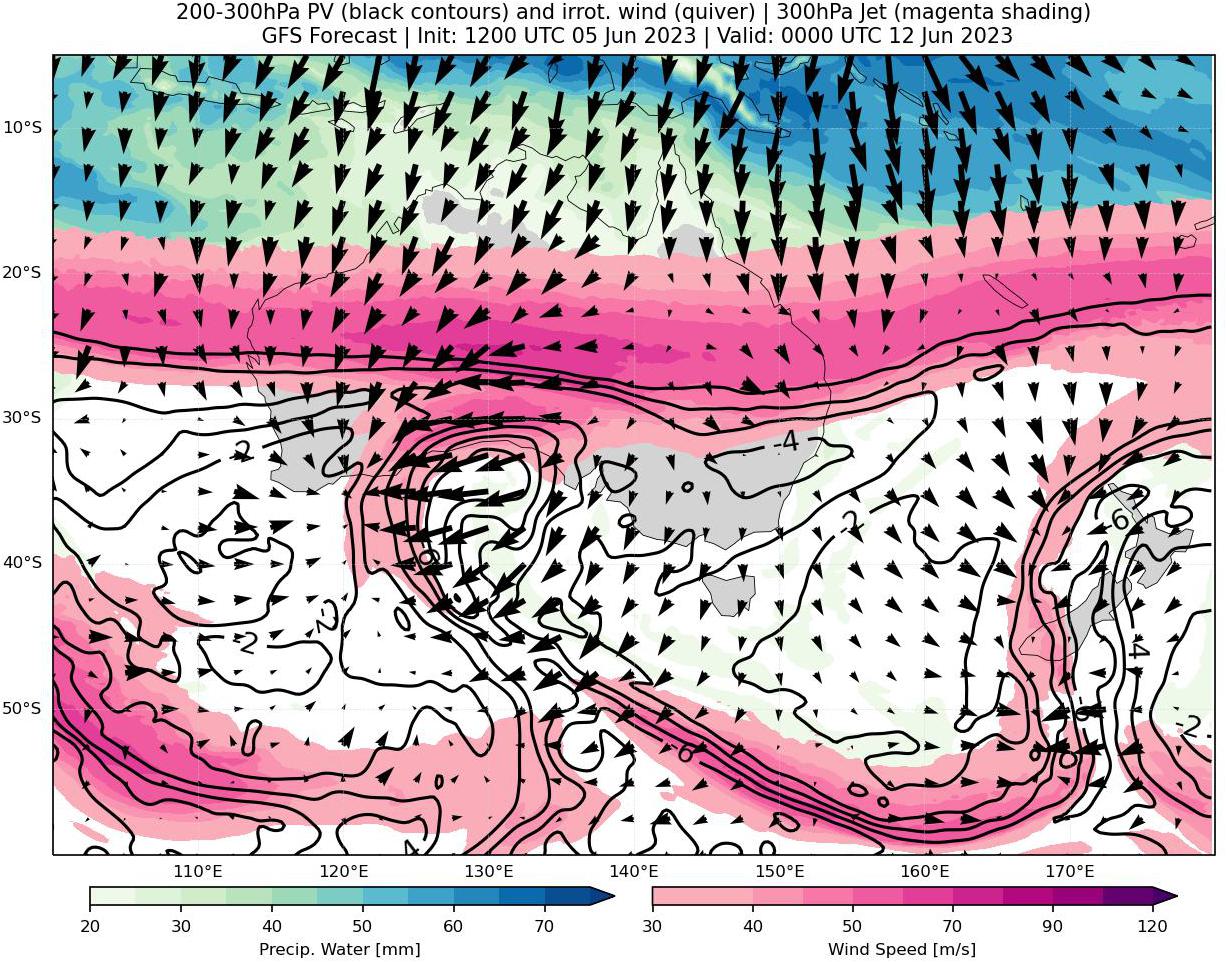 200-300hPa PV (black contours) and irrot. wind (quiver) | 300hPa Jet (magenta shading)
GFS Forecast | Init: 1200 UTC 05 Jun 2023 | Valid: 0000 UTC 12 Jun 2023
10°S
20°S
30°S
-4
-2
-2
6
40°S
-2
-2
-4
50°S
-2
-6
110°E 120°E 130°E 140°E 150°E 160°E 170°E
20 30 40 50 60 70
30 40 50 70 90 120
Precip. Water [mm]
Wind Speed [m/s]